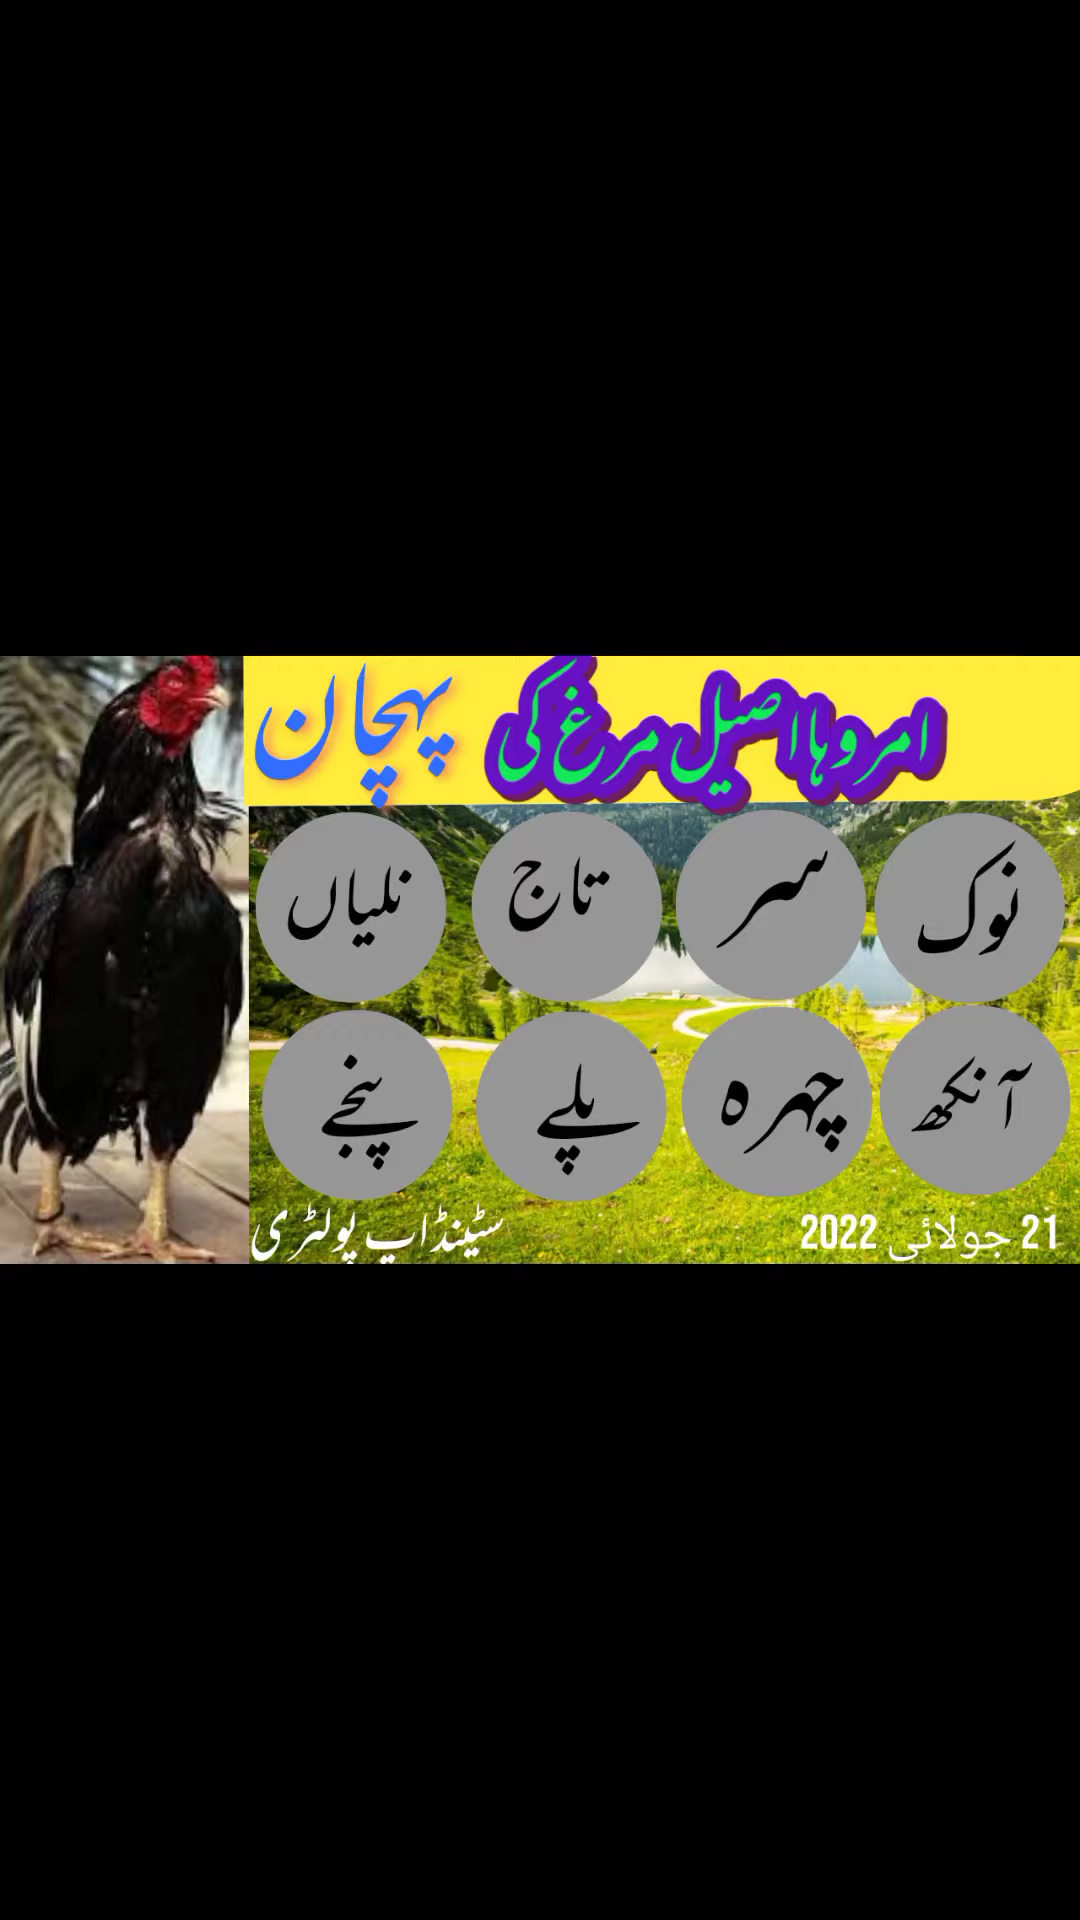 امروہا اصیل مرغ کی پہچان
نوک سر تاج نلیاں
آنکھ چہرہ پلے پنجے
21 جولائی 2022 سٹینڈاپ پولٹری